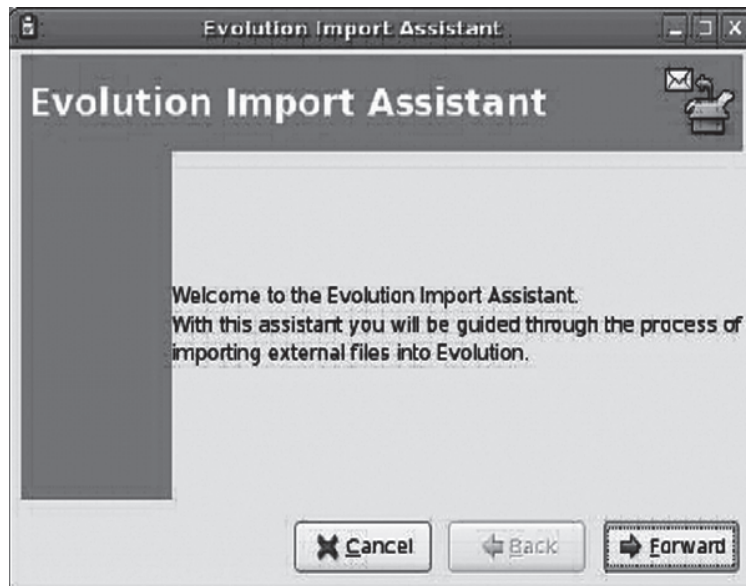 Evolution Import Assistant
Evolution Import Assistant
Welcome to the Evolution Import Assistant.
With this assistant you will be guided through the process of
importing external files into Evolution.
Cancel
Back
Forward